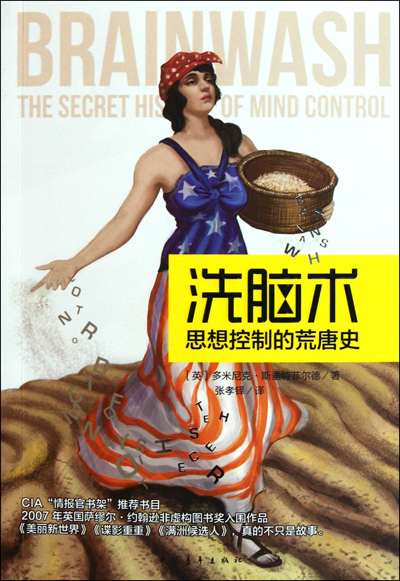 BRAINWASH
THE SECRET HIS OF MIND CONTROL
洗脑术
思想控制的荒唐史
[英]多米尼克·斯垂特菲尔德/著
张孝铎/译
CIA“情报官书架”推荐书目
2007年英国萨缪尔·约翰逊非虚构图书奖入围作品
《美丽新世界》《谍影重重》《满洲候选人》，真的不只是故事。